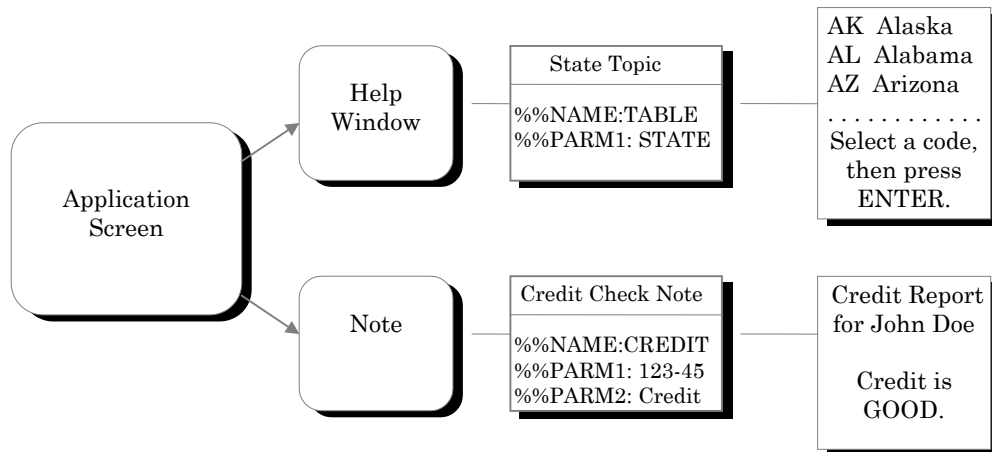 Application
Screen
Help
Window
State Topic
%%NAME:TABLE
%%PARM1: STATE
AK Alaska
AL Alabama
AZ Arizona
. . . . . . . . . . . .
Select a code,
then press
ENTER.
Note
Credit Check Note
%%NAME:CREDIT
%%PARM1: 123-45
%%PARM2: Credit
Credit Report
for John Doe
Credit is
GOOD.